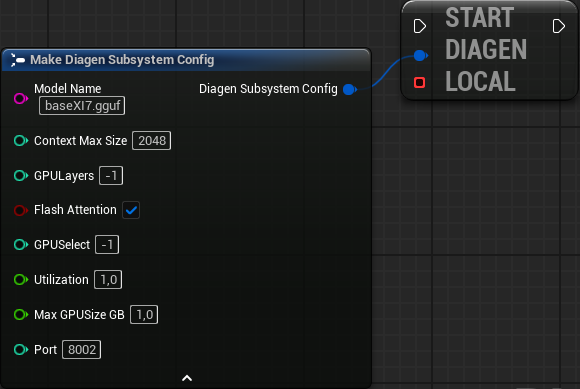 START
DIAGEN
LOCAL
Make Diagen Subsystem Config
Model Name
baseXI7.gguf
Diagen Subsystem Config
Context Max Size 2048
GPULayers -1
Flash Attention
GPUSelect -1
Utilization 1,0
Max GPUSize GB 1,0
Port 8002